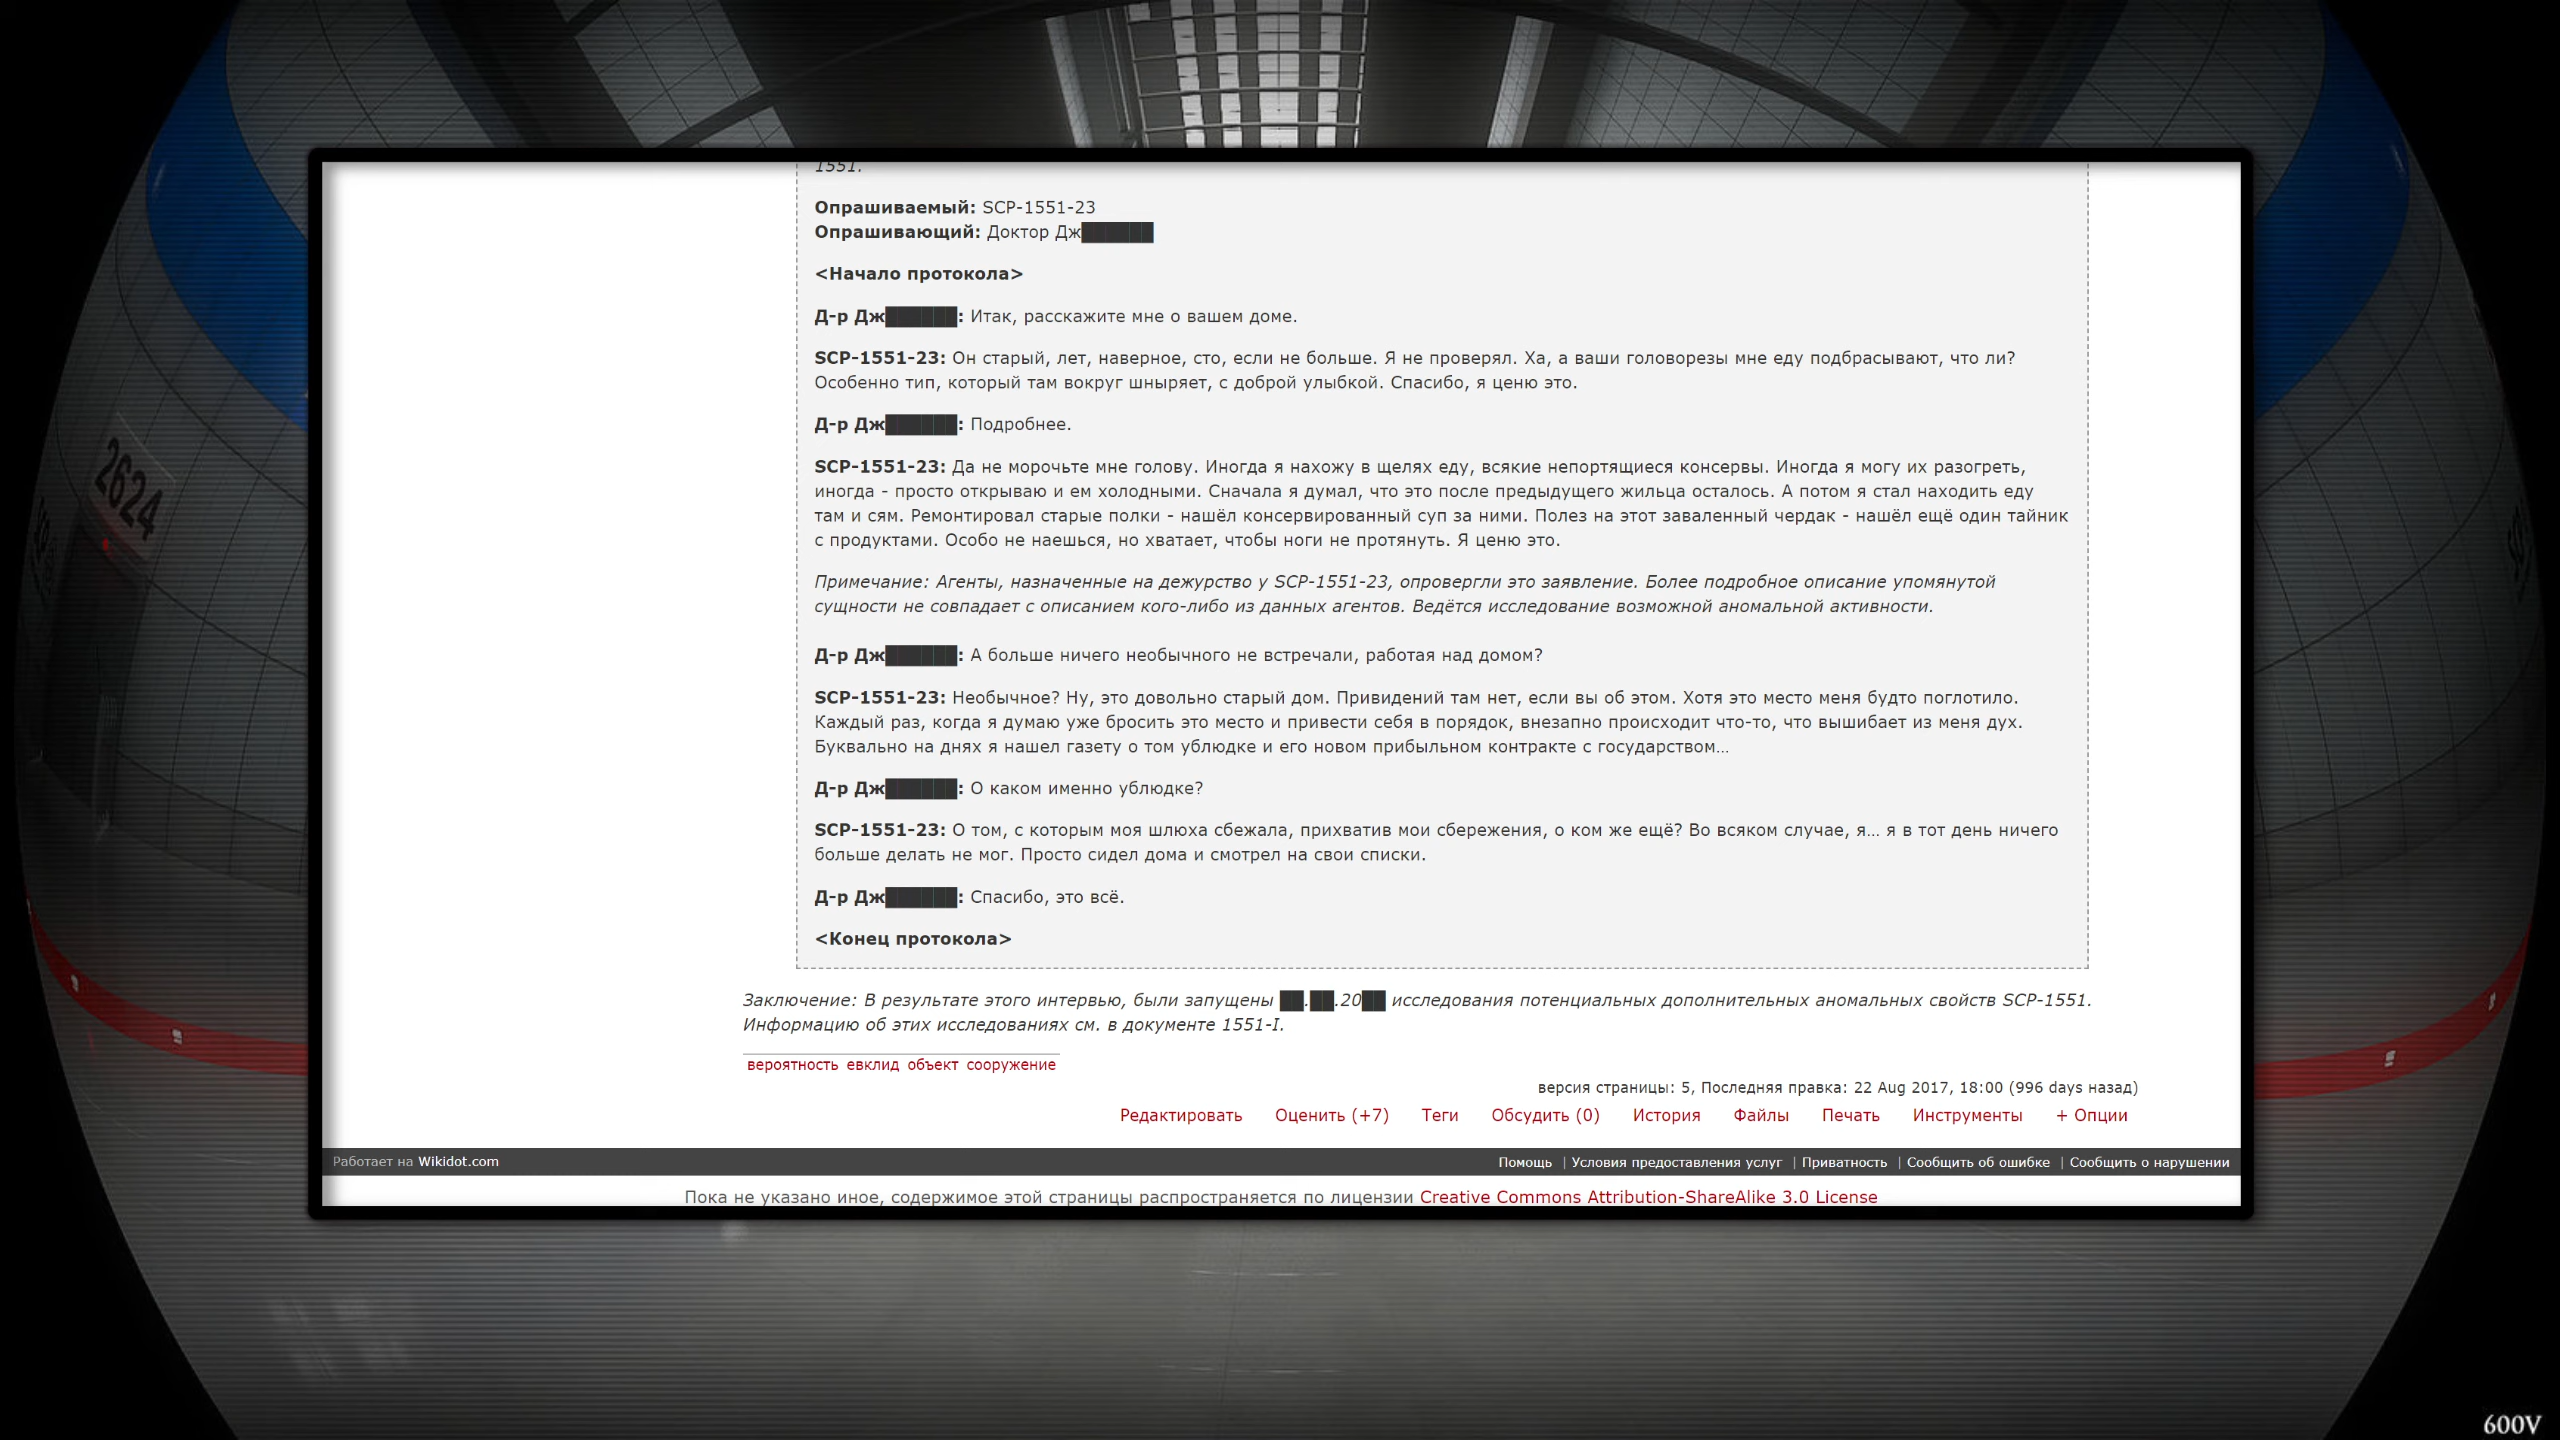 1551.
Опрашиваемый: SCP-1551-23
Опрашивающий: Доктор Дж██████
<Начало протокола>
Д-р Дж██████: Итак, расскажите мне о вашем доме.
SCP-1551-23: Он старый, лет, наверное, сто, если не больше. Я не проверял. Ха, а ваши головорезы мне еду подбрасывают, что ли?
Особенно тип, который там вокруг шныряет, с доброй улыбкой. Спасибо, я ценю это.
Д-р Дж██████: Подробнее.
SCP-1551-23: Да не морочьте мне голову. Иногда я нахожу в щелях еду, всякие непортящиеся консервы. Иногда я могу их разогреть,
иногда - просто открываю и ем холодными. Сначала я думал, что это после предыдущего жильца осталось. А потом я стал находить еду
там и сям. Ремонтировал старые полки - нашёл консервированный суп за ними. Полез на этот заваленный чердак - нашёл ещё один тайник
с продуктами. Особо не наешься, но хватает, чтобы ноги не протянуть. Я ценю это.
Примечание: Агенты, назначенные на дежурство у SCP-1551-23, опровергли это заявление. Более подробное описание упомянутой
сущности не совпадает с описанием кого-либо из данных агентов. Ведётся исследование возможной аномальной активности.
Д-р Дж██████: А больше ничего необычного не встречали, работая над домом?
SCP-1551-23: Необычное? Ну, это довольно старый дом. Привидений там нет, если вы об этом. Хотя это место меня будто поглотило.
Каждый раз, когда я думаю уже бросить это место и привести себя в порядок, внезапно происходит что-то, что вышибает из меня дух.
Буквально на днях я нашел газету о том ублюдке и его новом прибыльном контракте с государством…
Д-р Дж██████: О каком именно ублюдке?
SCP-1551-23: О том, с которым моя шлюха сбежала, прихватив мои сбережения, о ком же ещё? Во всяком случае, я… я в тот день ничего
больше делать не мог. Просто сидел дома и смотрел на свои списки.
Д-р Дж██████: Спасибо, это всё.
<Конец протокола>
Заключение: В результате этого интервью, были запущены ██.██.20██ исследования потенциальных дополнительных аномальных свойств SCP-1551.
Информацию об этих исследованиях см. в документе 1551-I.
вероятность евклид объект сооружение
версия страницы: 5, Последняя правка: 22 Aug 2017, 18:00 (996 days назад)
Редактировать Оценить (+7) Теги Обсудить (0) История Файлы Печать Инструменты + Опции
Работает на Wikidot.com
Помощь | Условия предоставления услуг | Приватность | Сообщить об ошибке | Сообщить о нарушении
Пока не указано иное, содержимое этой страницы распространяется по лицензии Creative Commons Attribution-ShareAlike 3.0 License
2624
600V